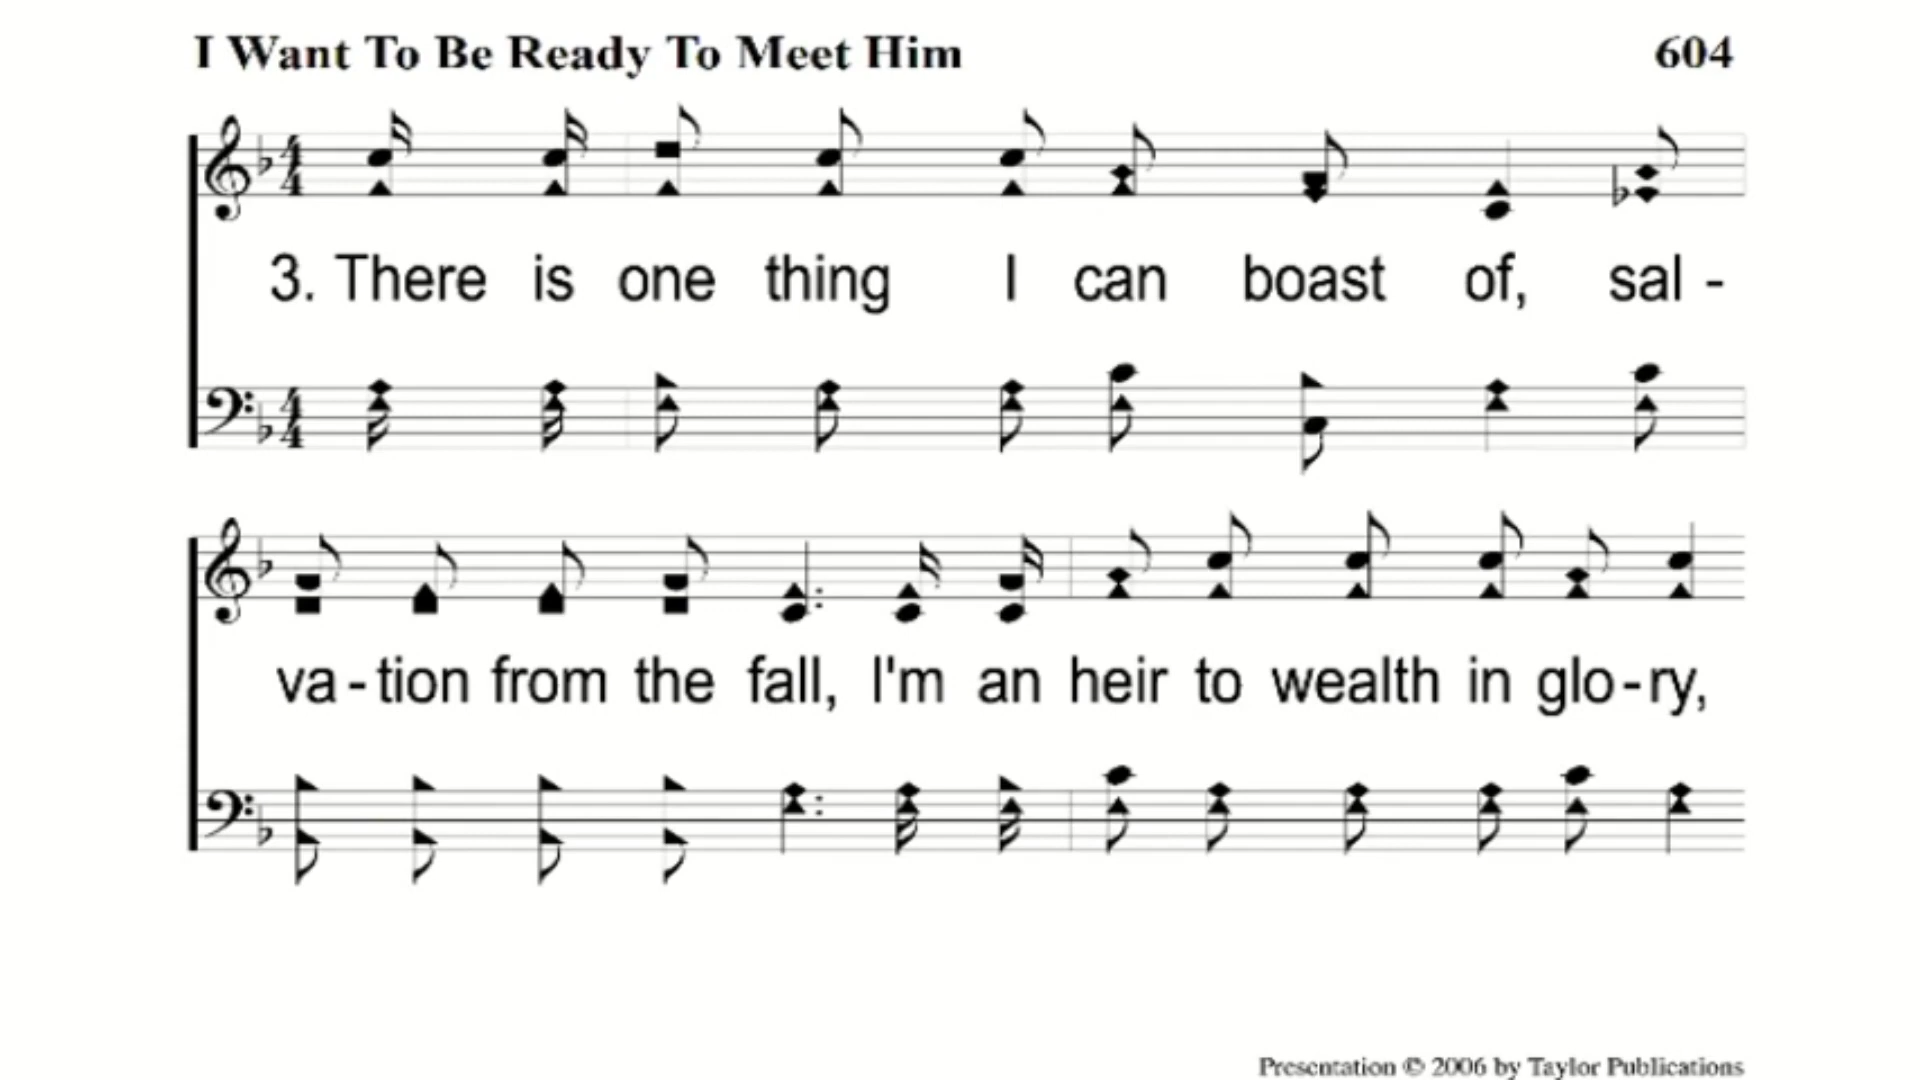 I Want To Be Ready To Meet Him 604
3. There is one thing I can boast of, sal -
va - tion from the fall, I'm an heir to wealth in glo - ry,
Presentation © 2006 by Taylor Publications